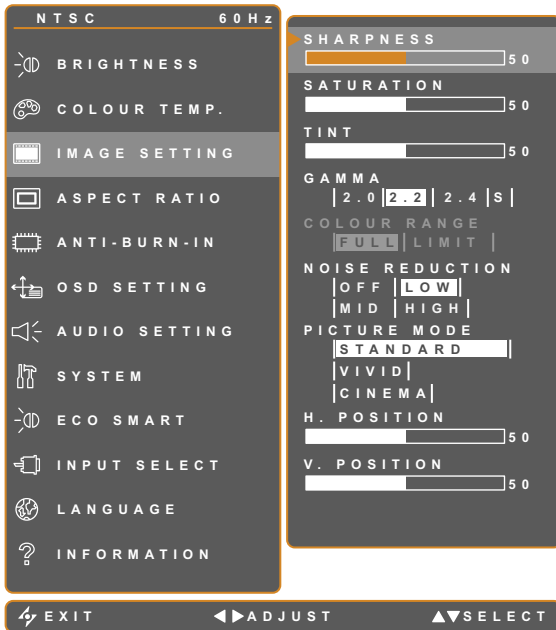 NTSC 60Hz
BRIGHTNESS
COLOUR TEMP.
IMAGE SETTING
ASPECT RATIO
ANTI-BURN-IN
OSD SETTING
AUDIO SETTING
SYSTEM
ECO SMART
INPUT SELECT
LANGUAGE
INFORMATION
SHARPNESS
50
SATURATION
50
TINT
50
GAMMA
2.0 2.2 2.4 S
COLOUR RANGE
FULL LIMIT
NOISE REDUCTION
OFF LOW
MID HIGH
PICTURE MODE
STANDARD
VIVID
CINEMA
H. POSITION
50
V. POSITION
50
EXIT ADJUST SELECT